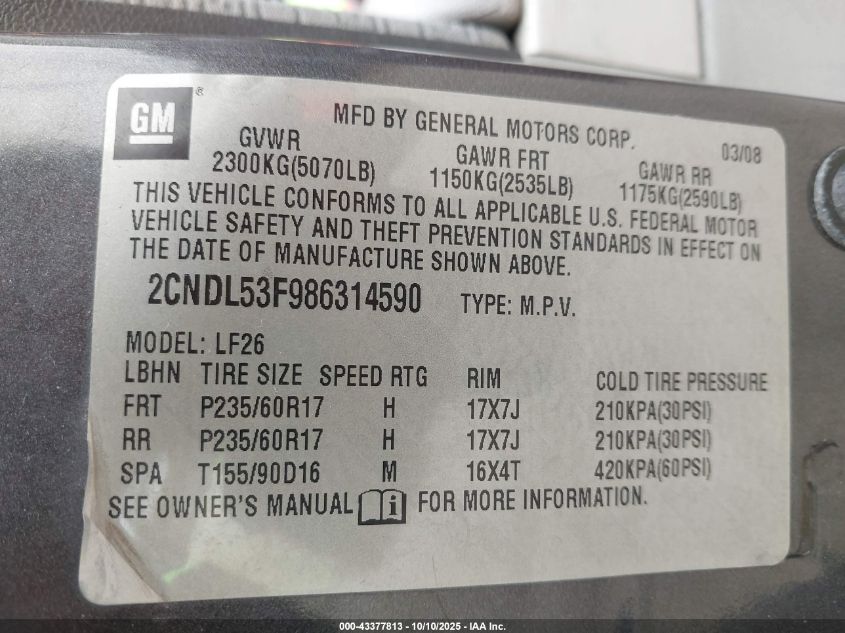 GM ®
MFD BY GENERAL MOTORS CORP. 03/08
GVWR GAWR FRT GAWR RR
2300KG(5070LB) 1150KG(2535LB) 1175KG(2590LB)
THIS VEHICLE CONFORMS TO ALL APPLICABLE U.S. FEDERAL MOTOR
VEHICLE SAFETY AND THEFT PREVENTION STANDARDS IN EFFECT ON
THE DATE OF MANUFACTURE SHOWN ABOVE.
2CNDL53F986314590 TYPE: M.P.V.
MODEL: LF26
LBHN TIRE SIZE SPEED RTG RIM COLD TIRE PRESSURE
FRT P235/60R17 H 17X7J 210KPA(30PSI)
RR P235/60R17 H 17X7J 210KPA(30PSI)
SPA T155/90D16 M 16X4T 420KPA(60PSI)
SEE OWNER'S MANUAL i FOR MORE INFORMATION.
000-43377813 - 10/10/2025 - IAA Inc.